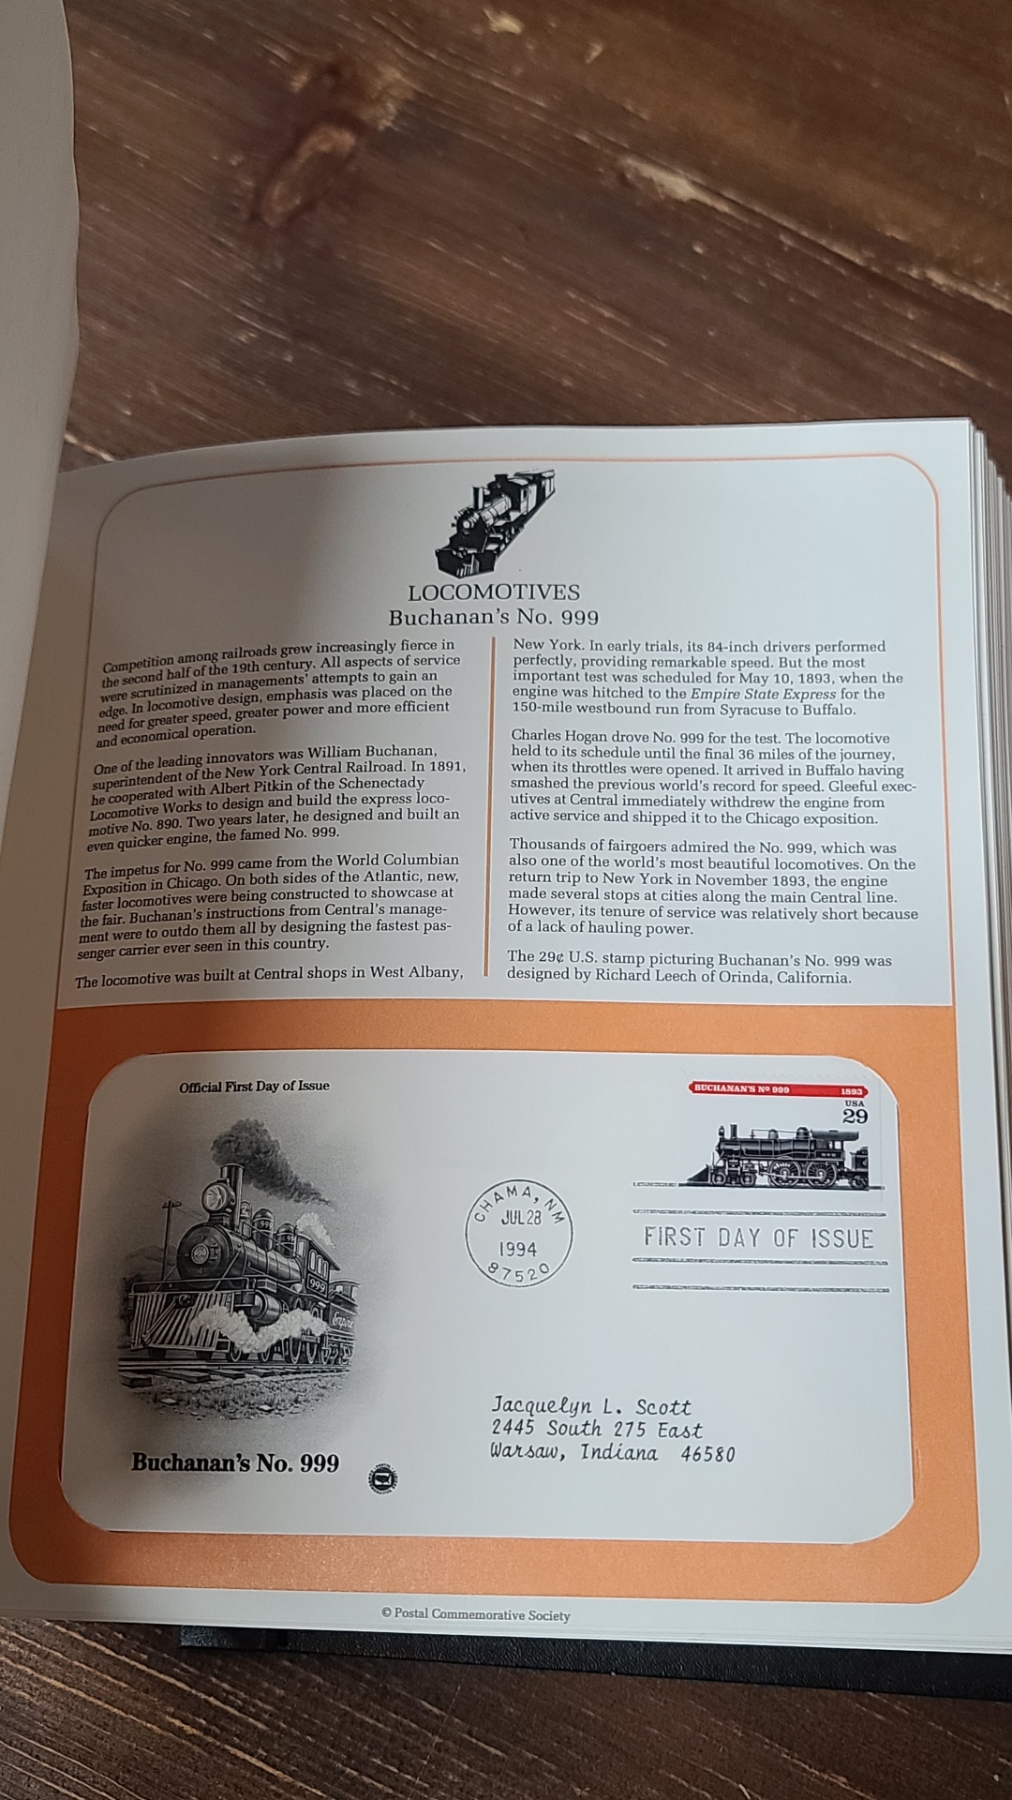 LOCOMOTIVES
Buchanan's No. 999
Competition among railroads grew increasingly fierce in
the second half of the 19th century. All aspects of service
were scrutinized in managements' attempts to gain an
edge. In locomotive design, emphasis was placed on the
need for greater speed, greater power and more efficient
and economical operation.
One of the leading innovators was William Buchanan,
superintendent of the New York Central Railroad. In 1891,
he cooperated with Albert Pitkin of the Schenectady
Locomotive Works to design and build the express loco-
motive No. 890. Two years later, he designed and built an
even quicker engine, the famed No. 999.
The impetus for No. 999 came from the World Columbian
Exposition in Chicago. On both sides of the Atlantic, new,
faster locomotives were being constructed to showcase at
the fair. Buchanan's instructions from Central's manage-
ment were to outdo them all by designing the fastest pas-
senger carrier ever seen in this country.
The locomotive was built at Central shops in West Albany,
New York. In early trials, its 84-inch drivers performed
perfectly, providing remarkable speed. But the most
important test was scheduled for May 10, 1893, when the
engine was hitched to the Empire State Express for the
150-mile westbound run from Syracuse to Buffalo.
Charles Hogan drove No. 999 for the test. The locomotive
held to its schedule until the final 36 miles of the journey,
when its throttles were opened. It arrived in Buffalo having
smashed the previous world's record for speed. Gleeful exec-
utives at Central immediately withdrew the engine from
active service and shipped it to the Chicago exposition.
Thousands of fairgoers admired the No. 999, which was
also one of the world's most beautiful locomotives. On the
return trip to New York in November 1893, the engine
made several stops at cities along the main Central line.
However, its tenure of service was relatively short because
of a lack of hauling power.
The 29¢ U.S. stamp picturing Buchanan's No. 999 was
designed by Richard Leech of Orinda, California.
Official First Day of Issue
BUCHANAN'S Nº 999 1893
USA
29
CHAMA, NM
JUL 28
1994
87520
FIRST DAY OF ISSUE
999
Empire
Jacquelyn L. Scott
2445 South 275 East
Warsaw, Indiana 46580
Buchanan's No. 999
© Postal Commemorative Society